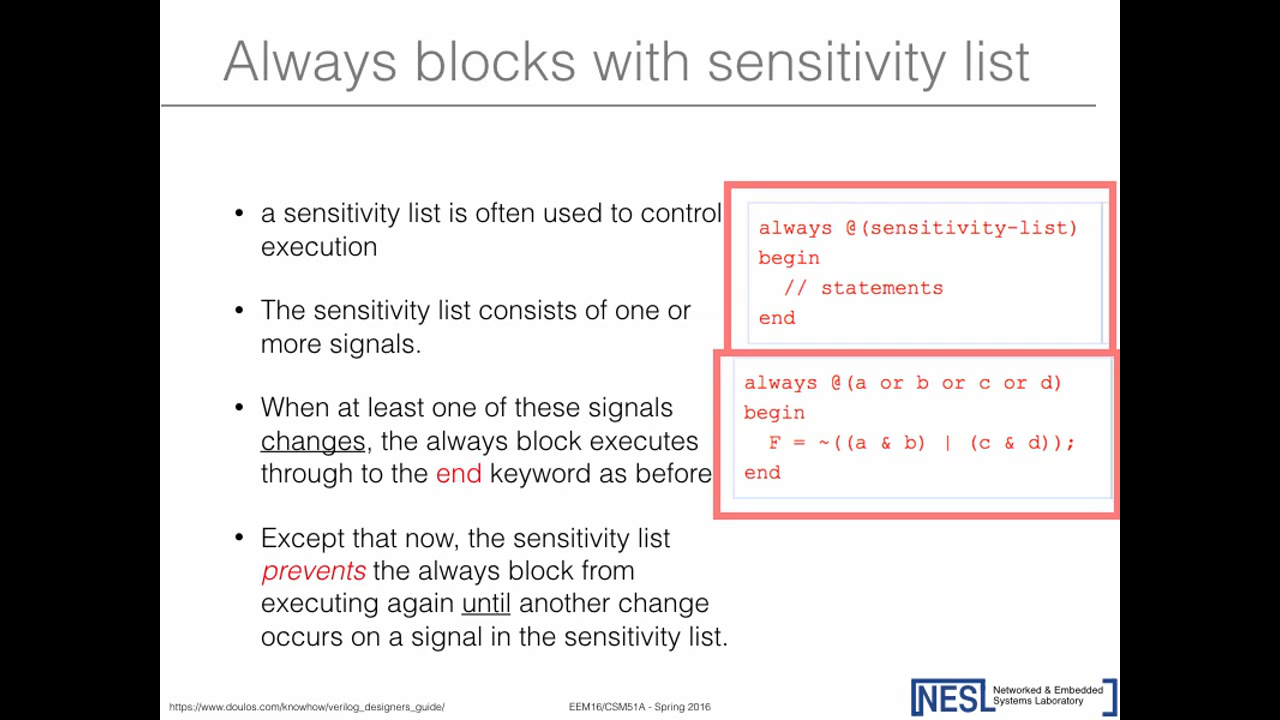 Always blocks with sensitivity list
• a sensitivity list is often used to control
execution
• The sensitivity list consists of one or
more signals.
• When at least one of these signals
changes, the always block executes
through to the end keyword as before
• Except that now, the sensitivity list
prevents the always block from
executing again until another change
occurs on a signal in the sensitivity list.
always @(sensitivity-list)
begin
// statements
end
always @(a or b or c or d)
begin
F = ~((a & b) | (c & d));
end
https://www.doulos.com/knowhow/verilog_designers_guide/
EEM16/CSM51A - Spring 2016
NESL
Networked & Embedded
Systems Laboratory